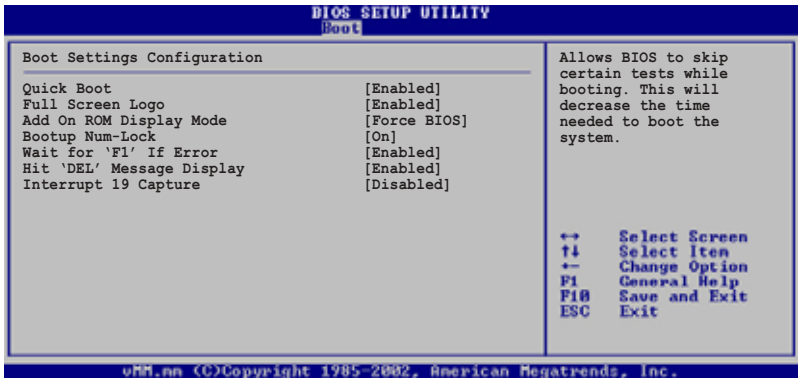 BIOS SETUP UTILITY
Boot
Boot Settings Configuration
Quick Boot [Enabled]
Full Screen Logo [Enabled]
Add On ROM Display Mode [Force BIOS]
Bootup Num-Lock [On]
Wait for ‘F1’ If Error [Enabled]
Hit ‘DEL’ Message Display [Enabled]
Interrupt 19 Capture [Disabled]
Allows BIOS to skip
certain tests while
booting. This will
decrease the time
needed to boot the
system.
↔ Select Screen
↑↓ Select Item
+- Change Option
F1 General Help
F10 Save and Exit
ESC Exit
vMM.mm (C)Copyright 1985-2002, American Megatrends, Inc.